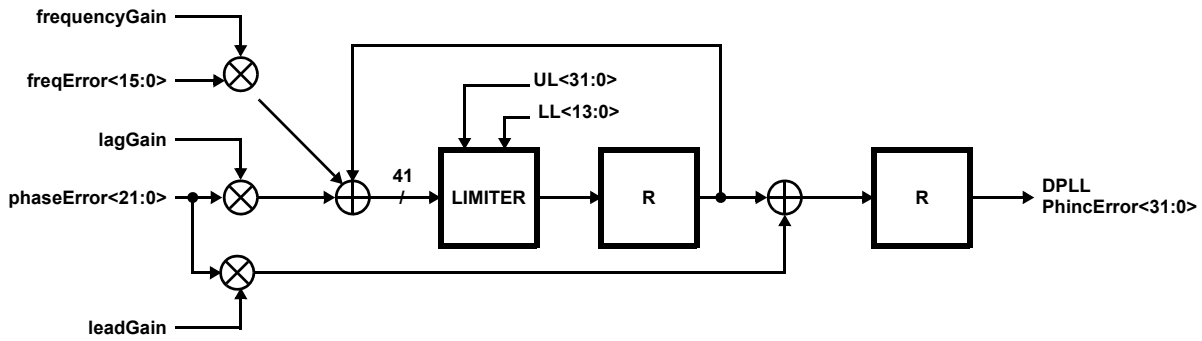 frequencyGain
freqError<15:0>
UL<31:0>
LL<13:0>
lagGain
41
phaseError<21:0>
LIMITER
R
R
DPLL
PhincError<31:0>
leadGain